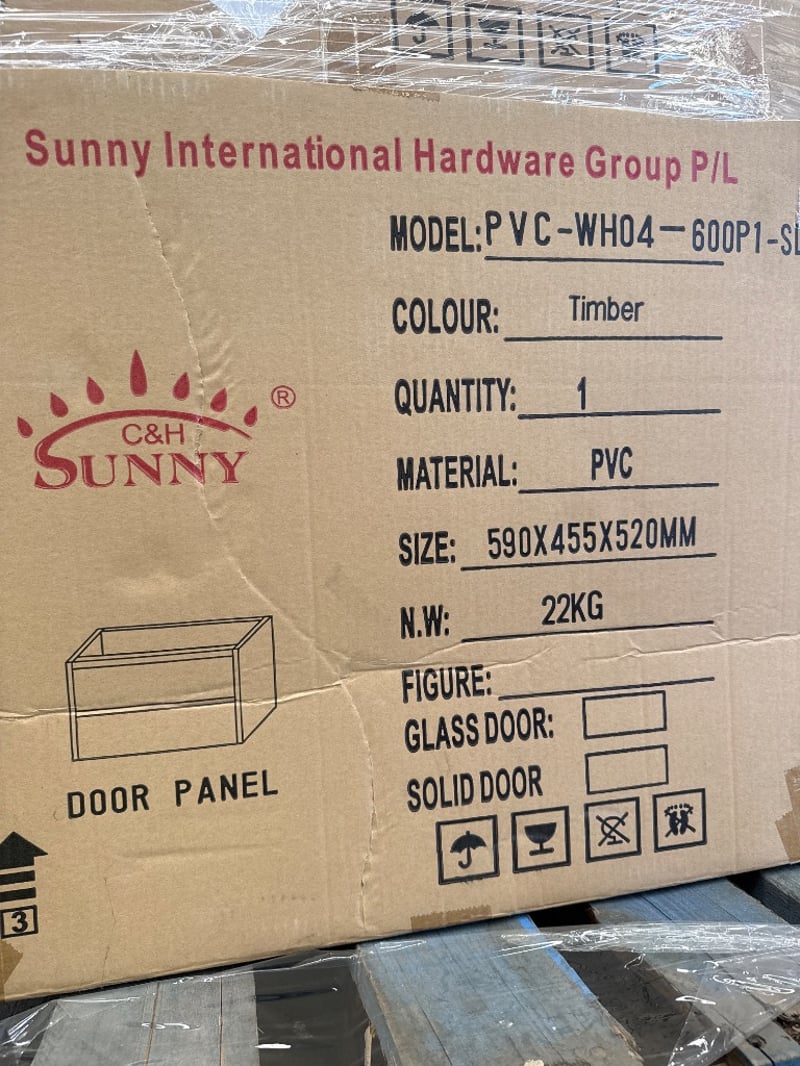 Sunny International Hardware Group P/L
MODEL: PVC-WH04-600P1-SL
COLOUR: Timber
QUANTITY: 1
MATERIAL: PVC
SIZE: 590X455X520MM
N.W: 22KG
FIGURE:
GLASS DOOR:
SOLID DOOR
C&H ®
SUNNY
DOOR PANEL
3